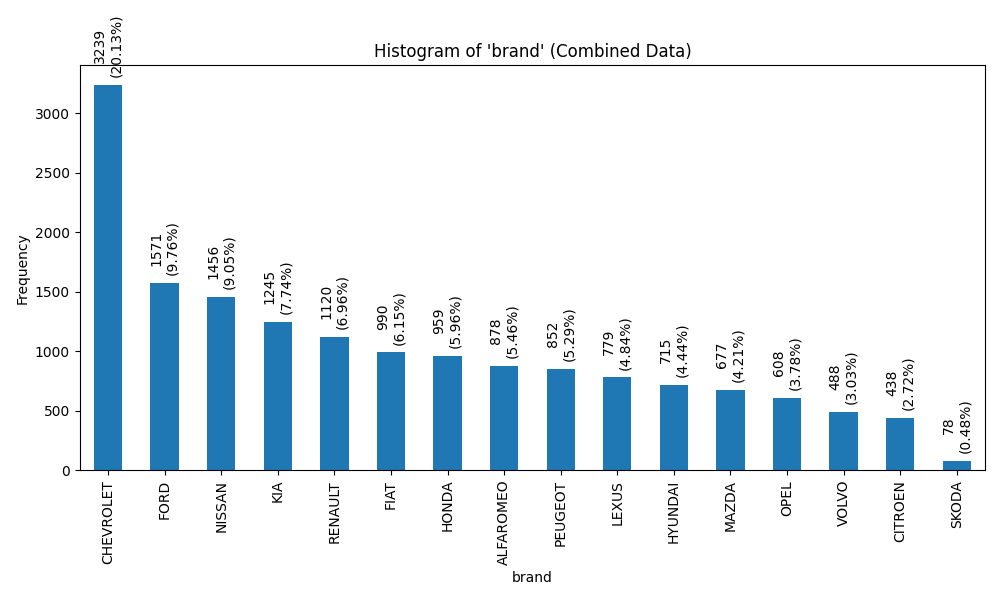 Histogram of 'brand' (Combined Data)
Frequency
3000
2500
2000
1500
1000
500
0
3239
(20.13%)
1571
(9.76%)
1456
(9.05%)
1245
(7.74%)
1120
(6.96%)
990
(6.15%)
959
(5.96%)
878
(5.46%)
852
(5.29%)
779
(4.84%)
715
(4.44%)
677
(4.21%)
608
(3.78%)
488
(3.03%)
438
(2.72%)
78
(0.48%)
CHEVROLET
FORD
NISSAN
KIA
RENAULT
FIAT
HONDA
ALFAROMEO
PEUGEOT
LEXUS
HYUNDAI
MAZDA
OPEL
VOLVO
CITROEN
SKODA
brand